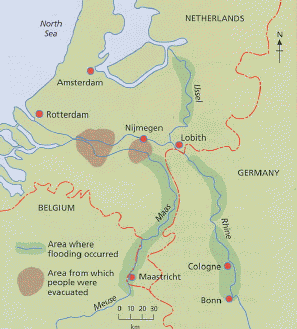 NETHERLANDS
North
Sea
N
Amsterdam
IJssel
Rotterdam
Nijmegen
Lobith
GERMANY
BELGIUM
Maas
Rhine
Area where
flooding occurred
Area from which
people were
evacuated
Cologne
Maastricht
Meuse
Bonn
0 10 20 30
km